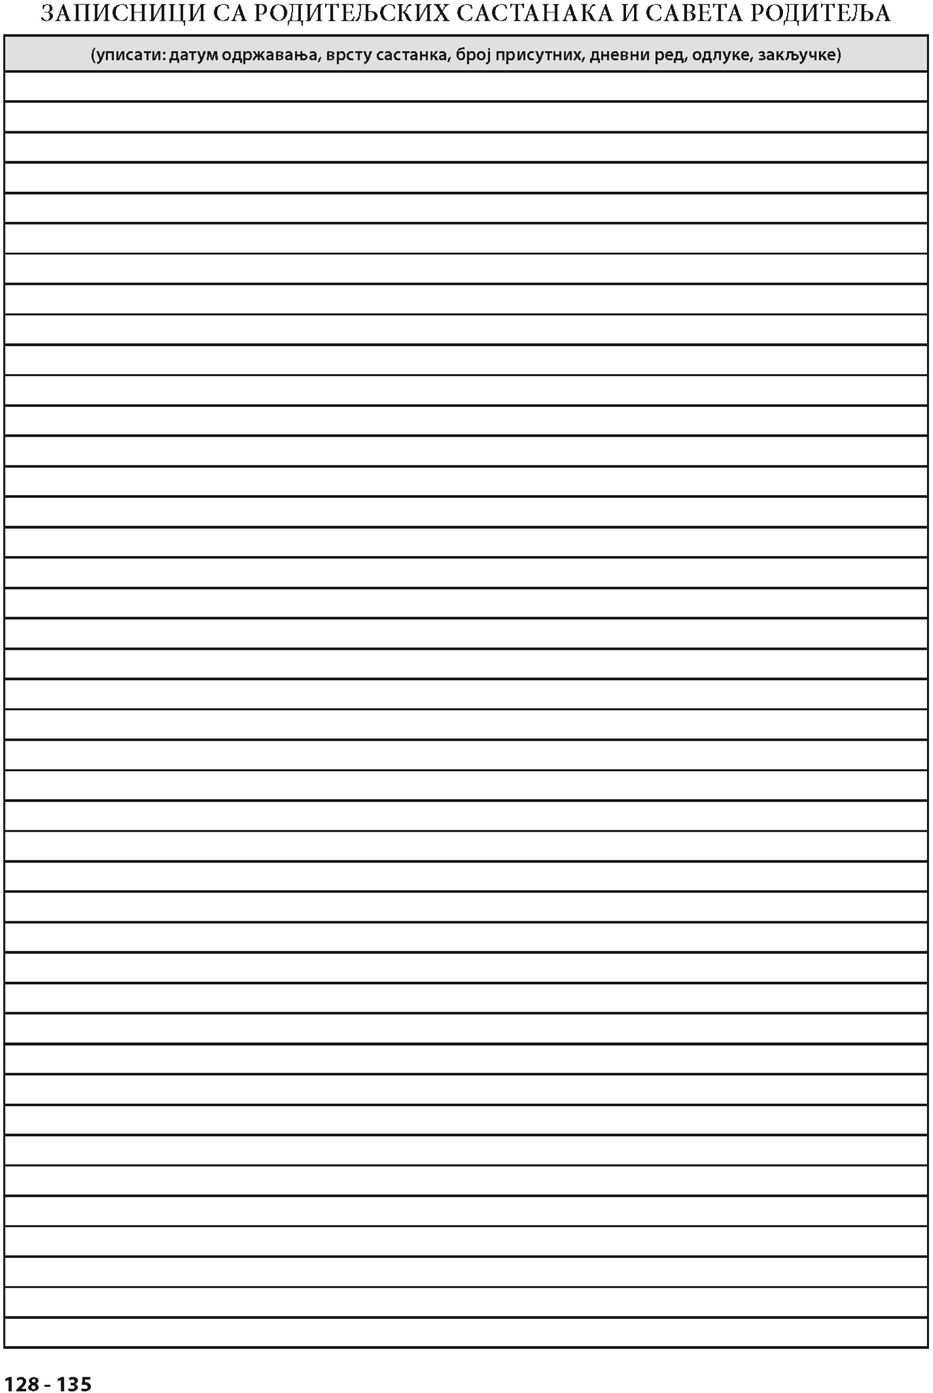 ЗАПИСНИЦИ СА РОДИТЕЉСКИХ САСТАНАКА И САВЕТА РОДИТЕЉА
(уписати: датум одржавања, врсту састанка, број присутних, дневни ред, одлуке, закључке)
128 - 135